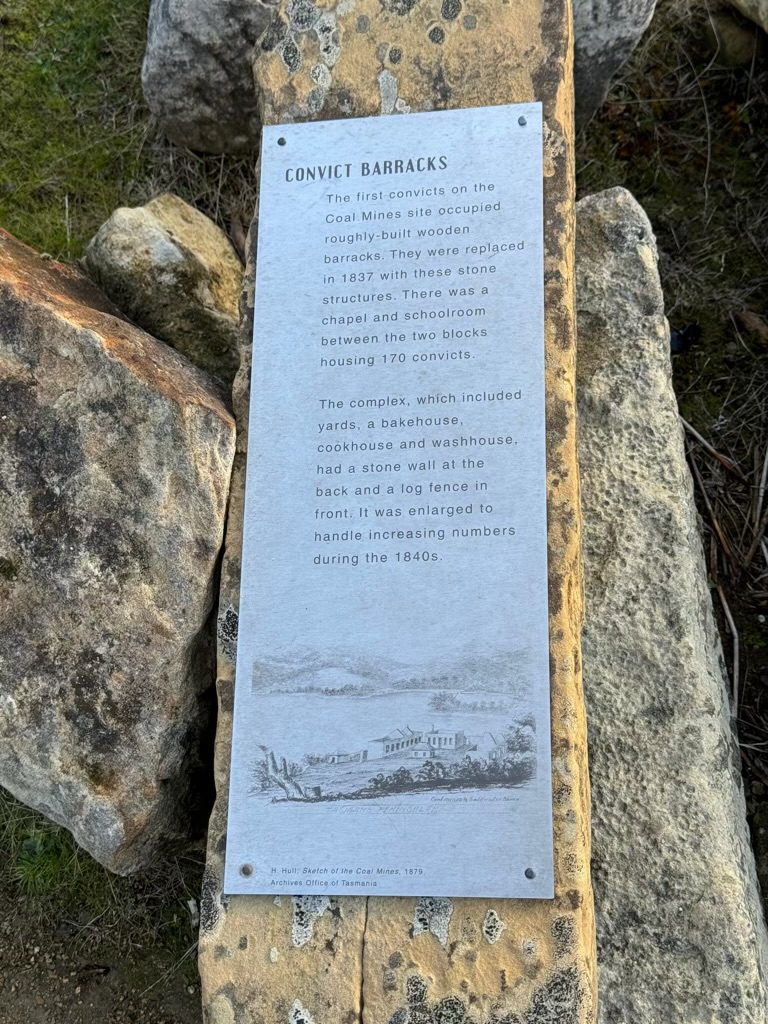 CONVICT BARRACKS
The first convicts on the
Coal Mines site occupied
roughly-built wooden
barracks. They were replaced
in 1837 with these stone
structures. There was a
chapel and schoolroom
between the two blocks
housing 170 convicts.
The complex, which included
yards, a bakehouse,
cookhouse and washhouse,
had a stone wall at the
back and a log fence in
front. It was enlarged to
handle increasing numbers
during the 1840s.
H. Hull, Sketch of the Coal Mines, 1879
Archives Office of Tasmania